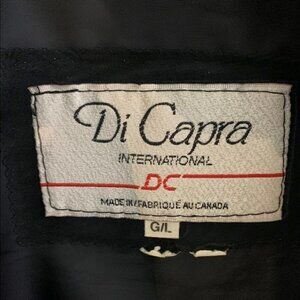 Di Capra
INTERNATIONAL
DC
MADE IN/FABRIQUÉ AU CANADA
G/L